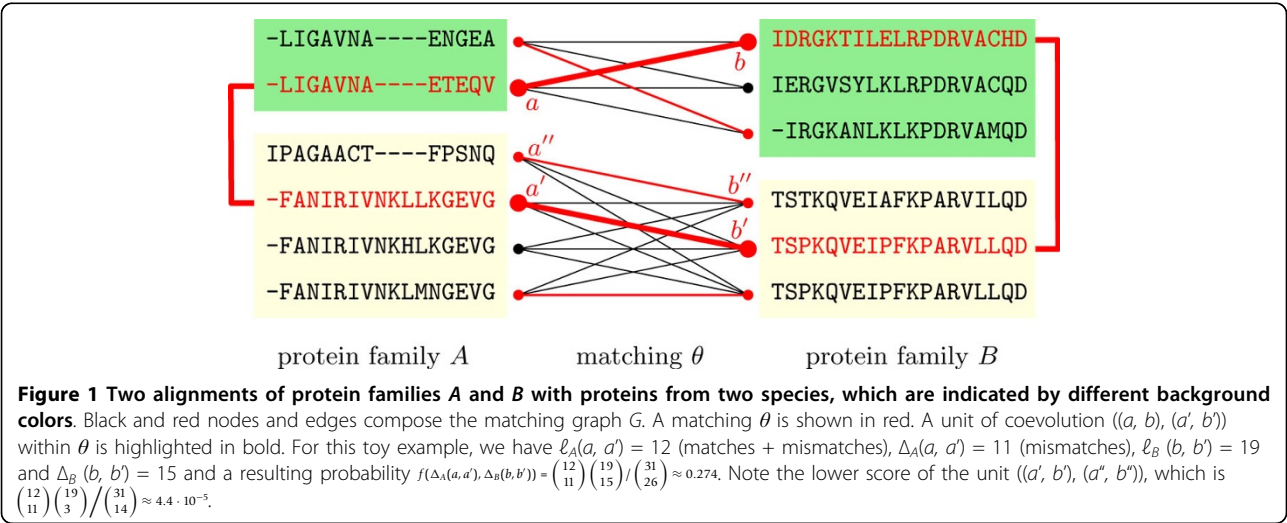 -LIGAVNA----ENGEA
-LIGAVNA----ETEQV
a
IPAGAACT----FPSNQ
a″
-FANIRIVNKLLKGEVG
a′
-FANIRIVNKHLKGEVG
-FANIRIVNKLMNGEVG
IDRGKTILELRPDRVACHD
b
IERGVSYLKLRPDRVACQD
-IRGKANLKLKPDRVAMQD
b″
TSTKQVEIAFKPARVILQD
b′
TSPKQVEIPFKPARVLLQD
TSPKQVEIPFKPARVLLQD
protein family A matching θ protein family B
Figure 1 Two alignments of protein families A and B with proteins from two species, which are indicated by different background
colors. Black and red nodes and edges compose the matching graph G. A matching θ is shown in red. A unit of coevolution ((a, b), (a′, b′))
within θ is highlighted in bold. For this toy example, we have ℓA(a, a′) = 12 (matches + mismatches), ΔA(a, a′) = 11 (mismatches), ℓB (b, b′) = 19
and ΔB (b, b′) = 15 and a resulting probability f(ΔA(a,a′), ΔB(b,b′)) = (12 11)(19 15)/(31 26) ≈ 0.274. Note the lower score of the unit ((a′, b′), (a″, b″)), which is
(12 11)(19 3)/(31 14) ≈ 4.4 · 10-5.